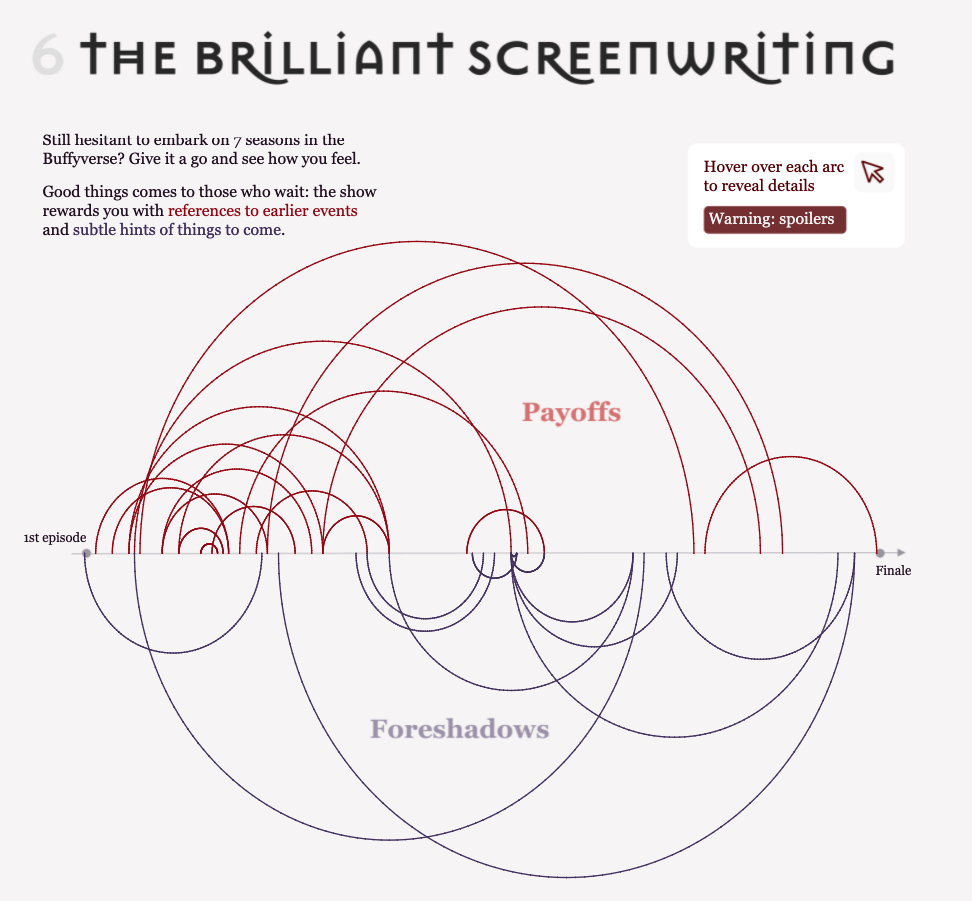 6 THE BRILLIANT SCREENWRITING
Still hesitant to embark on 7 seasons in the
Buffyverse? Give it a go and see how you feel.
Good things comes to those who wait: the show
rewards you with references to earlier events
and subtle hints of things to come.
Hover over each arc
to reveal details
Warning: spoilers
Payoffs
1st episode
Finale
Foreshadows